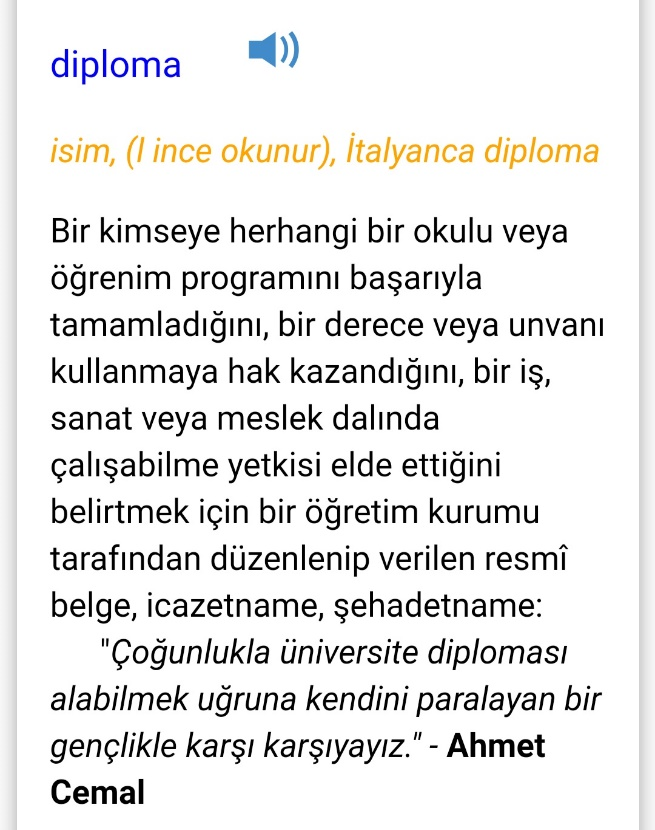 diploma
isim, (l ince okunur), İtalyanca diploma
Bir kimseye herhangi bir okulu veya
öğrenim programını başarıyla
tamamladığını, bir derece veya unvanı
kullanmaya hak kazandığını, bir iş,
sanat veya meslek dalında
çalışabilme yetkisi elde ettiğini
belirtmek için bir öğretim kurumu
tarafından düzenlenip verilen resmî
belge, icazetname, şehadetname:
"Çoğunlukla üniversite diploması
alabilmek uğruna kendini paralayan bir
gençlikle karşı karşıyayız." - Ahmet
Cemal